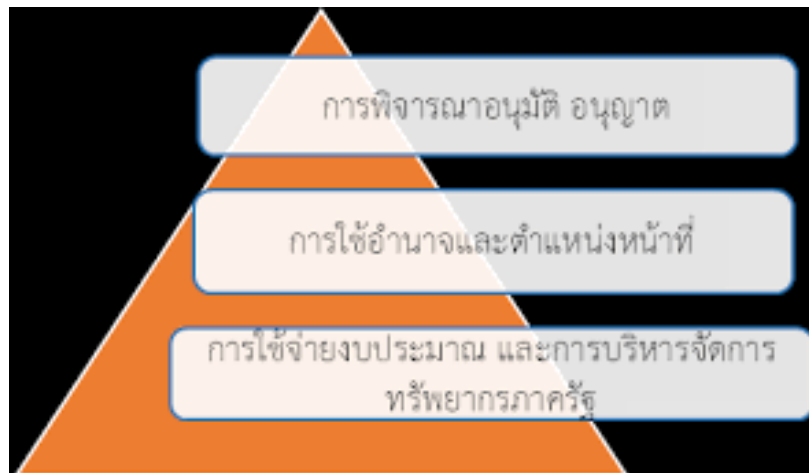 การพิจารณาอนุมัติ อนุญาต
การใช้อำนาจและตำแหน่งหน้าที่
การใช้จ่ายงบประมาณ และการบริหารจัดการ
ทรัพยากรภาครัฐ